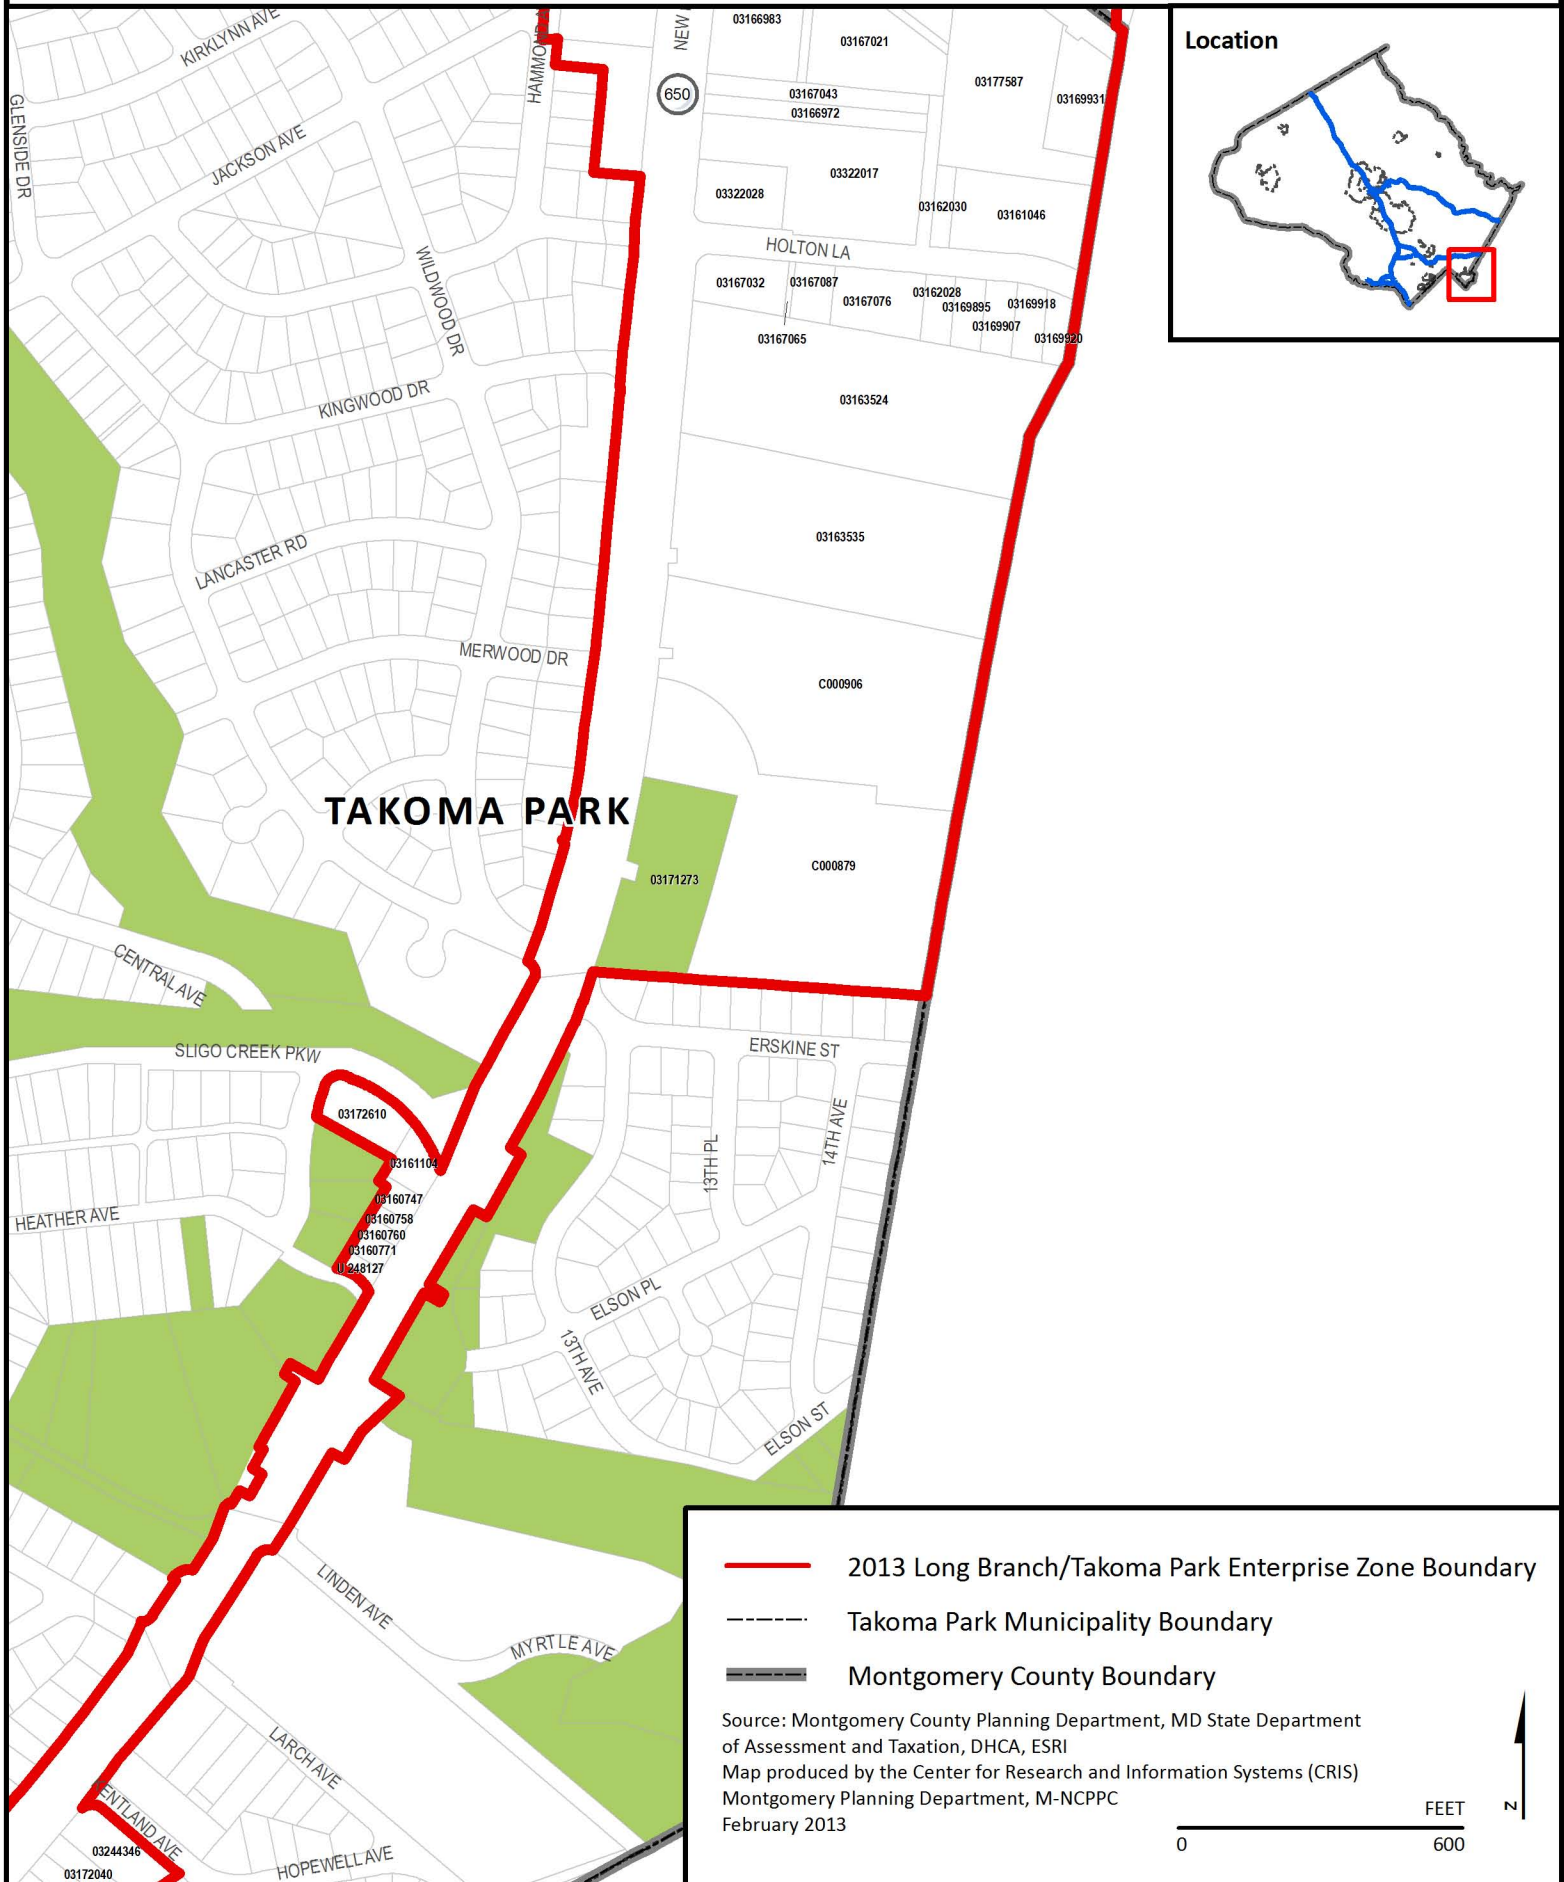 KIRKLYNN AVE
HAMMOND A
NEW
03166983
03167021
Location
650
03177587
03167043
03169931
03166972
GLENSIDE DR
JACKSON AVE
03322017
03322028
03162030
03161046
HOLTON LA
WILDWOOD DR
03167032
03167087
03167076
03162028
03169895
03169918
03169907
03167065
03169920
KINGWOOD DR
03163524
LANCASTER RD
03163535
MERWOOD DR
C000906
TAKOMA PARK
C000879
03171273
CENTRAL AVE
SLIGO CREEK PKW
ERSKINE ST
03172610
14TH AVE
13TH PL
03161104
03160747
HEATHER AVE
03160758
03160760
03160771
U 248127
ELSON PL
13TH AVE
ELSON ST
LINDEN AVE
MYRTLE AVE
LARCH AVE
ENTLAND AVE
03244346
HOPEWELL AVE
03172040
2013 Long Branch/Takoma Park Enterprise Zone Boundary
Takoma Park Municipality Boundary
Montgomery County Boundary
Source: Montgomery County Planning Department, MD State Department
of Assessment and Taxation, DHCA, ESRI
Map produced by the Center for Research and Information Systems (CRIS)
Montgomery Planning Department, M-NCPPC
February 2013
FEET
0 600
N